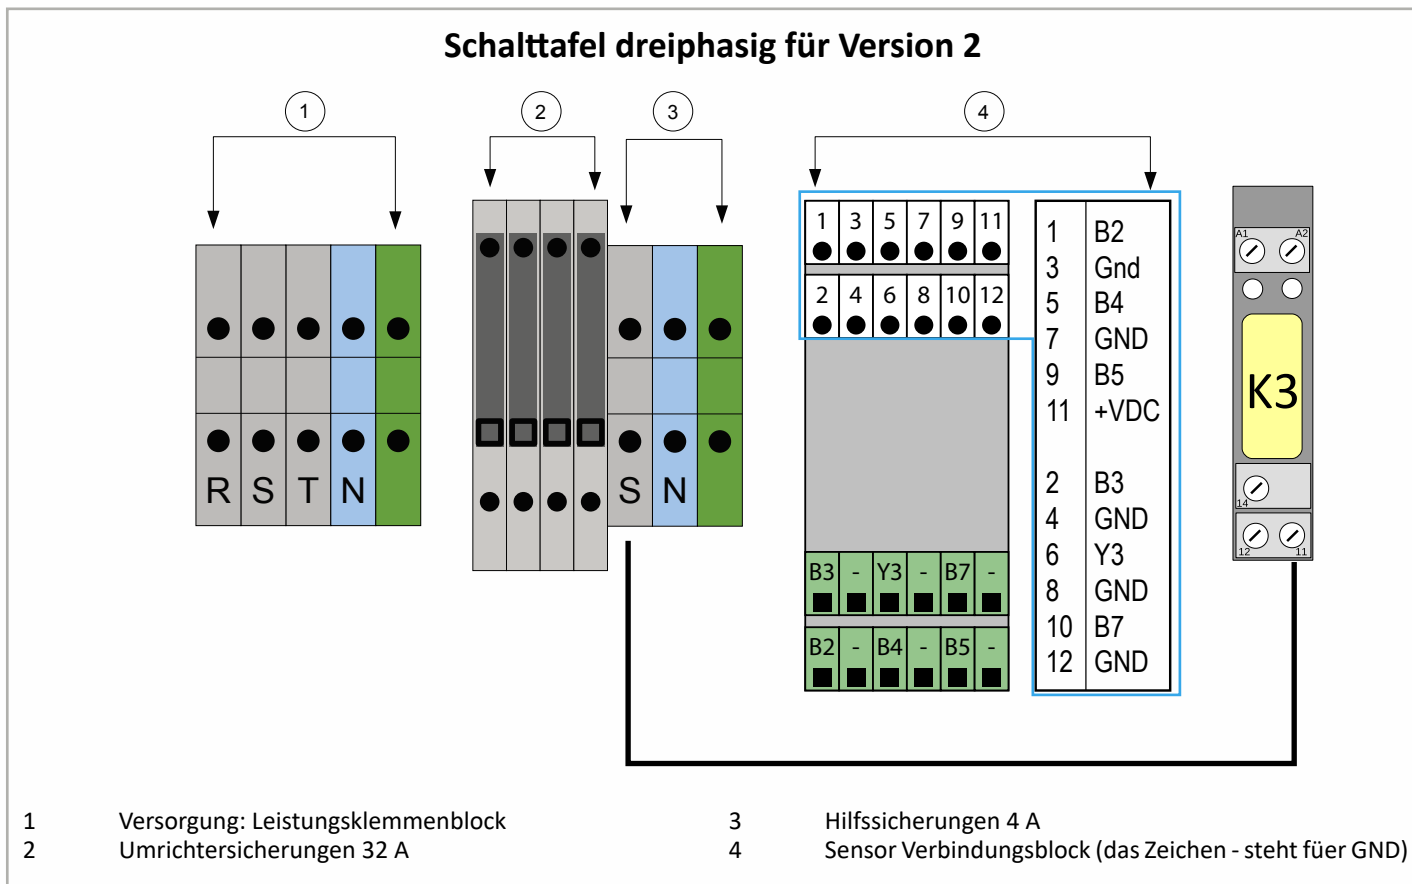 Schalttafel dreiphasig für Version 2
1 2 3 4
R S T N
S N
1 3 5 7 9 11
2 4 6 8 10 12
B3 - Y3 - B7 -
B2 - B4 - B5 -
1 B2
3 Gnd
5 B4
7 GND
9 B5
11 +VDC
2 B3
4 GND
6 Y3
8 GND
10 B7
12 GND
A1 A2
K3
14
12 11
1 Versorgung: Leistungsklemmenblock
2 Umrichtersicherungen 32 A
3 Hilfssicherungen 4 A
4 Sensor Verbindungsblock (das Zeichen - steht füer GND)